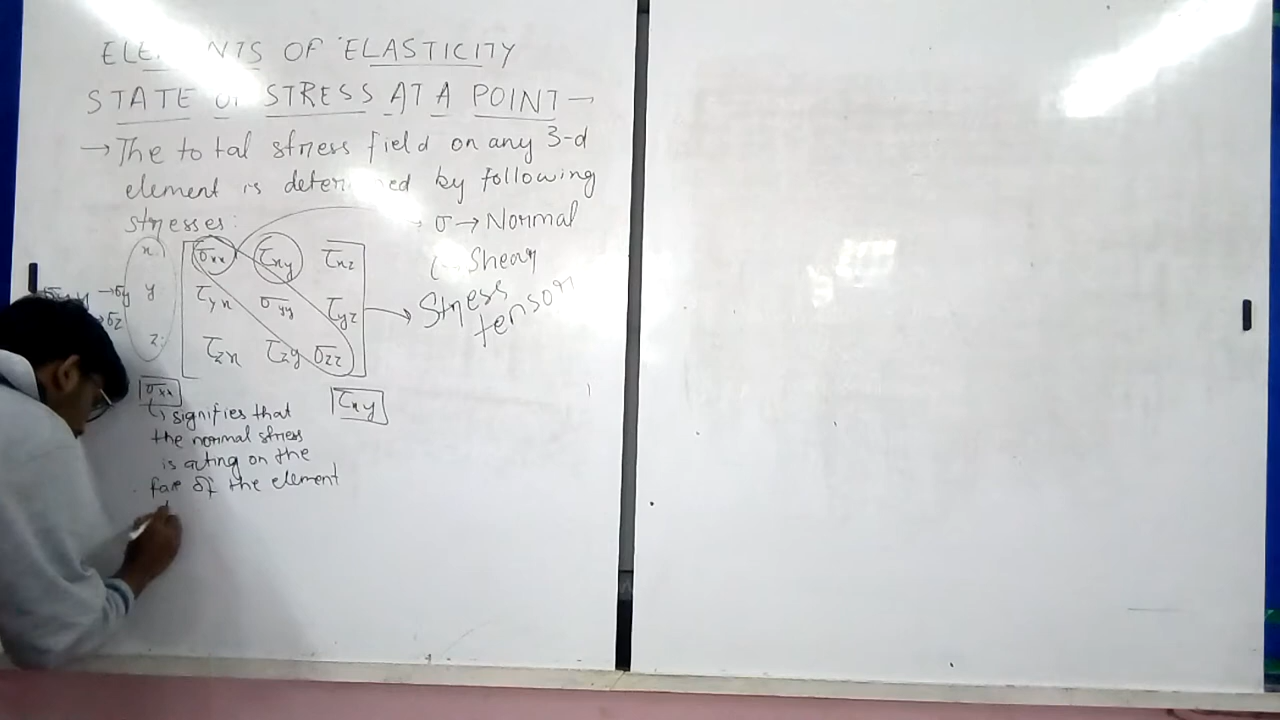 ELEMENTS OF ELASTICITY
STATE OF STRESS AT A POINT -
→ The total stress field on any 3-d
element is determined by following
stresses:
σ → Normal
x σxx τxy τxz
Shear
y τyx σyy τyz → Stress tensor
→ σy
→ σz
z τzx τzy σzz
σxx τxy
↳ signifies that
the normal stress
is acting on the
face of the element